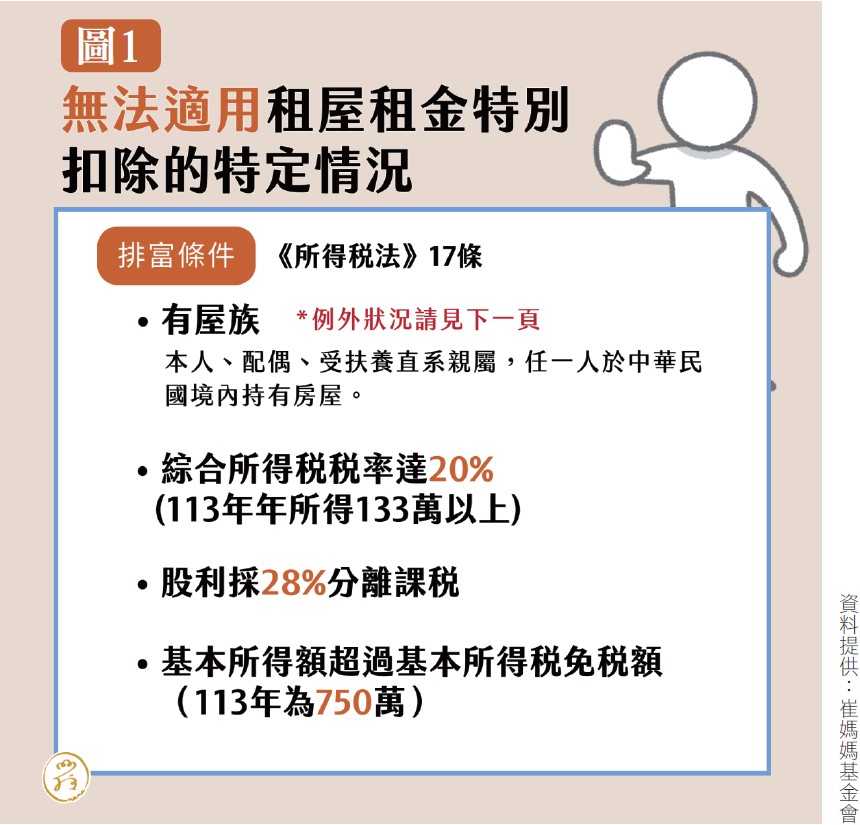 圖1
無法適用租屋租金特別
扣除的特定情況
排富條件 《所得稅法》17條
• 有屋族 *例外狀況請見下一頁
本人、配偶、受扶養直系親屬，任一人於中華民
國境內持有房屋。
• 綜合所得稅稅率達20%
(113年年所得133萬以上)
• 股利採28%分離課稅
• 基本所得額超過基本所得稅免稅額
（113年為750萬）
資料提供：崔媽媽基金會